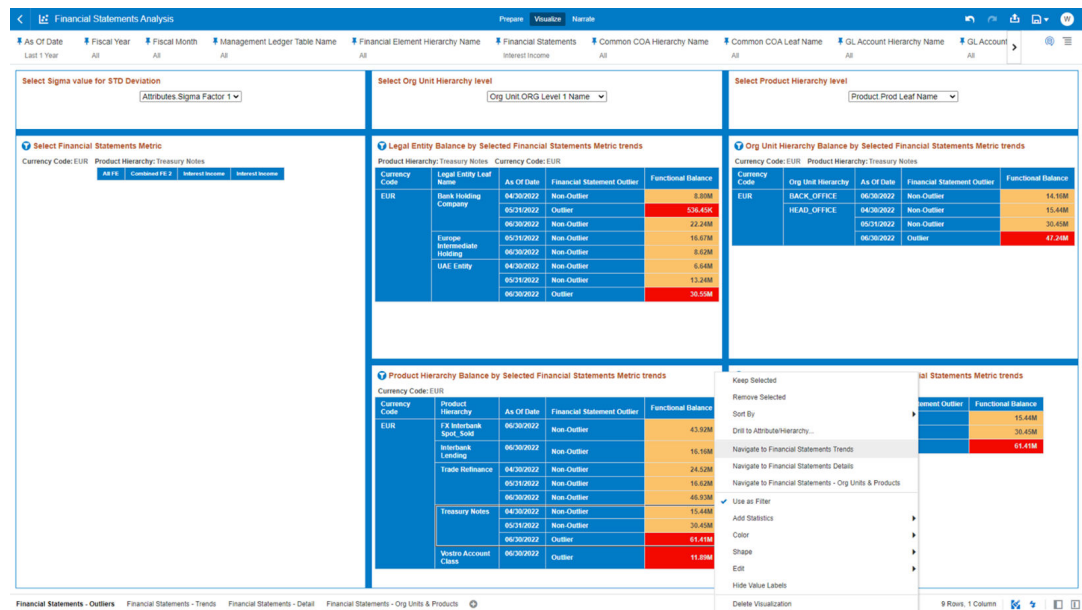 Financial Statements Analysis
Prepare Visualize Narrate
W
As Of Date Fiscal Year Fiscal Month Management Ledger Table Name Financial Element Hierarchy Name Financial Statements Common COA Hierarchy Name Common COA Leaf Name GL Account Hierarchy Name GL Account
Last 1 Year All All All All Interest Income All All All All
Select Sigma value for STD Deviation
Attributes.Sigma Factor 1
Select Org Unit Hierarchy level
Org Unit.ORG Level 1 Name
Select Product Hierarchy level
Product.Prod Leaf Name
Select Financial Statements Metric
Currency Code: EUR Product Hierarchy: Treasury Notes
All FE Combined FE 2 Interest Income Interest Income
Legal Entity Balance by Selected Financial Statements Metric trends
Product Hierarchy: Treasury Notes Currency Code: EUR
Currency Code Legal Entity Leaf Name As Of Date Financial Statement Outlier Functional Balance
EUR Bank Holding Company 04/30/2022 Non-Outlier 8.80M
05/31/2022 Outlier 536.45K
06/30/2022 Non-Outlier 22.24M
Europe Intermediate Holding 05/31/2022 Non-Outlier 16.67M
06/30/2022 Non-Outlier 8.62M
UAE Entity 04/30/2022 Non-Outlier 6.64M
05/31/2022 Non-Outlier 13.24M
06/30/2022 Outlier 30.55M
Org Unit Hierarchy Balance by Selected Financial Statements Metric trends
Currency Code: EUR Product Hierarchy: Treasury Notes
Currency Code Org Unit Hierarchy As Of Date Financial Statement Outlier Functional Balance
EUR BACK_OFFICE 06/30/2022 Non-Outlier 14.16M
HEAD_OFFICE 04/30/2022 Non-Outlier 15.44M
05/31/2022 Non-Outlier 30.45M
06/30/2022 Outlier 47.24M
Product Hierarchy Balance by Selected Financial Statements Metric trends
Currency Code: EUR
Currency Code Product Hierarchy As Of Date Financial Statement Outlier Functional Balance
EUR FX Interbank Spot_Sold 06/30/2022 Non-Outlier 43.92M
Interbank Lending 06/30/2022 Non-Outlier 16.16M
Trade Refinance 04/30/2022 Non-Outlier 24.52M
05/31/2022 Non-Outlier 16.62M
06/30/2022 Non-Outlier 46.93M
Treasury Notes 04/30/2022 Non-Outlier 15.44M
05/31/2022 Non-Outlier 30.45M
06/30/2022 Outlier 61.41M
Vostro Account Class 06/30/2022 Outlier 11.89M
Keep Selected
Remove Selected
Sort By
Drill to Attribute/Hierarchy...
Navigate to Financial Statements Trends
Navigate to Financial Statements Details
Navigate to Financial Statements - Org Units & Products
Use as Filter
Add Statistics
Color
Shape
Edit
Hide Value Labels
Delete Visualization
ial Statements Metric trends
tement Outlier Functional Balance
15.44M
30.45M
61.41M
Financial Statements - Outliers Financial Statements - Trends Financial Statements - Detail Financial Statements - Org Units & Products
9 Rows, 1 Column